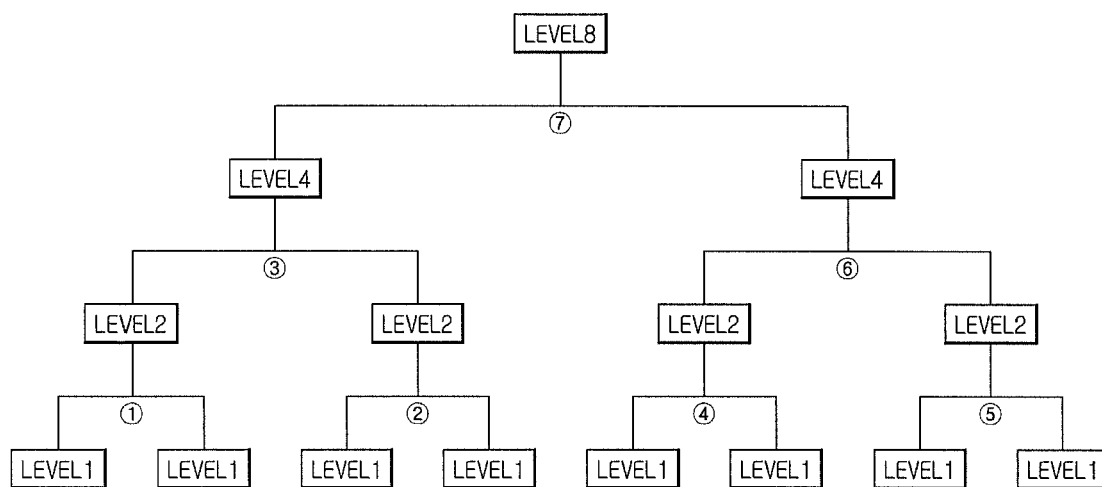 LEVEL8
⑦
LEVEL4 LEVEL4
③ ⑥
LEVEL2 LEVEL2 LEVEL2 LEVEL2
① ② ④ ⑤
LEVEL1 LEVEL1 LEVEL1 LEVEL1 LEVEL1 LEVEL1 LEVEL1 LEVEL1